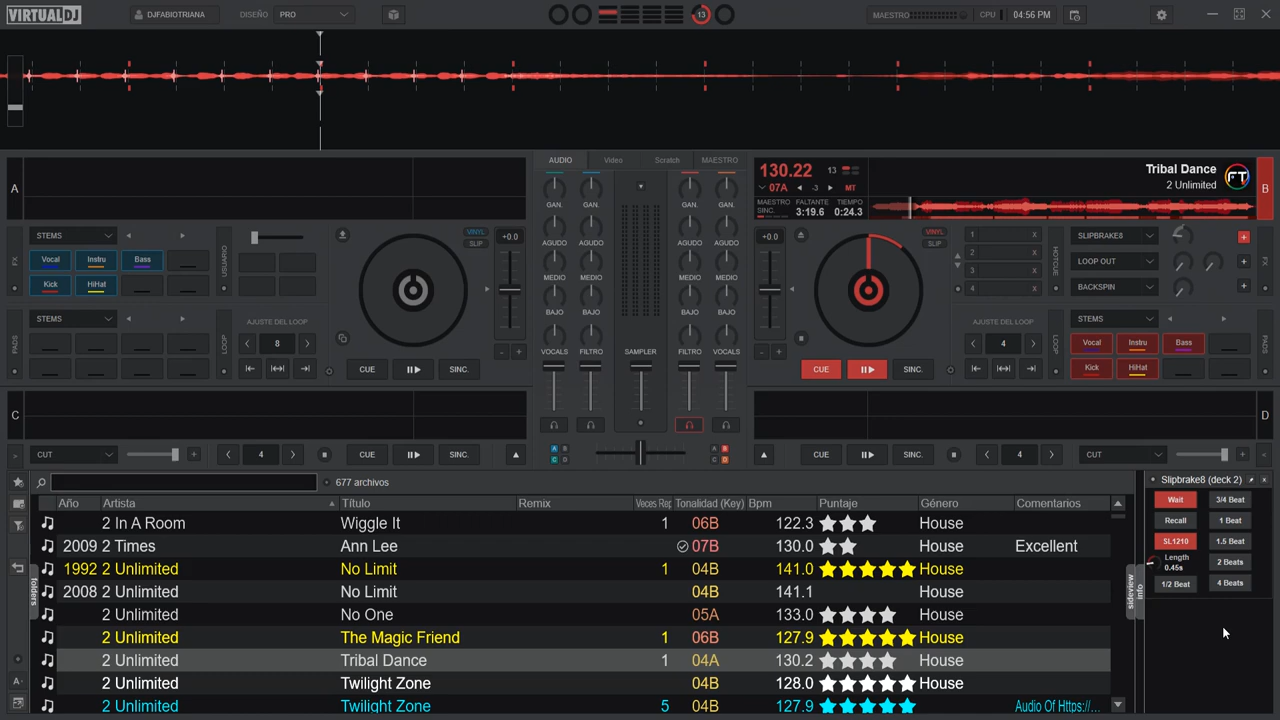 VIRTUALDJ DJFABIOTRIANA DISEÑO PRO 13 MAESTRO CPU 04:56 PM
A
AUDIO Video Scratch MAESTRO
GAN. GAN. GAN. GAN.
AGUDO AGUDO
MEDIO MEDIO
BAJO BAJO
VOCALS FILTRO SAMPLER FILTRO VOCALS
130.22 13 Tribal Dance
07A -3 MT 2 Unlimited FT B
MAESTRO SINC. FALTANTE TIEMPO
3:19.6 0:24.3
FX STEMS
Vocal Instru Bass
Kick HiHat
USUARIO
VINYL
SLIP
+0.0
PADS STEMS
LOOP AJUSTE DEL LOOP
8
CUE SINC.
+0.0
VINYL
SLIP
1 X
2 X
3 X
4 X
HOTCUE
SLIPBRAKE8
LOOP OUT
BACKSPIN
FX
AJUSTE DEL LOOP
4
LOOP
STEMS
Vocal Instru Bass
Kick HiHat
PADS
CUE SINC.
C D
CUT 4 CUE SINC.
A B C D
A B C D
CUE SINC. 4 CUT
677 archivos
Año Artista Título Remix Veces Rep Tonalidad (Key) Bpm Puntaje Género Comentarios
2 In A Room Wiggle It 1 06B 122.3 House
2009 2 Times Ann Lee 07B 130.0 House Excellent
1992 2 Unlimited No Limit 1 04B 141.0 House
2008 2 Unlimited No Limit 04B 141.1 House
2 Unlimited No One 05A 133.0 House
2 Unlimited The Magic Friend 1 06B 127.9 House
2 Unlimited Tribal Dance 1 04A 130.2 House
2 Unlimited Twilight Zone 04B 128.0 House
2 Unlimited Twilight Zone 5 04B 127.9 House Audio Of Https://...
folders
A-
sideview
info
Slipbrake8 (deck 2)
Wait 3/4 Beat
Recall 1 Beat
SL1210 1.5 Beat
Length
0.45s 2 Beats
1/2 Beat 4 Beats